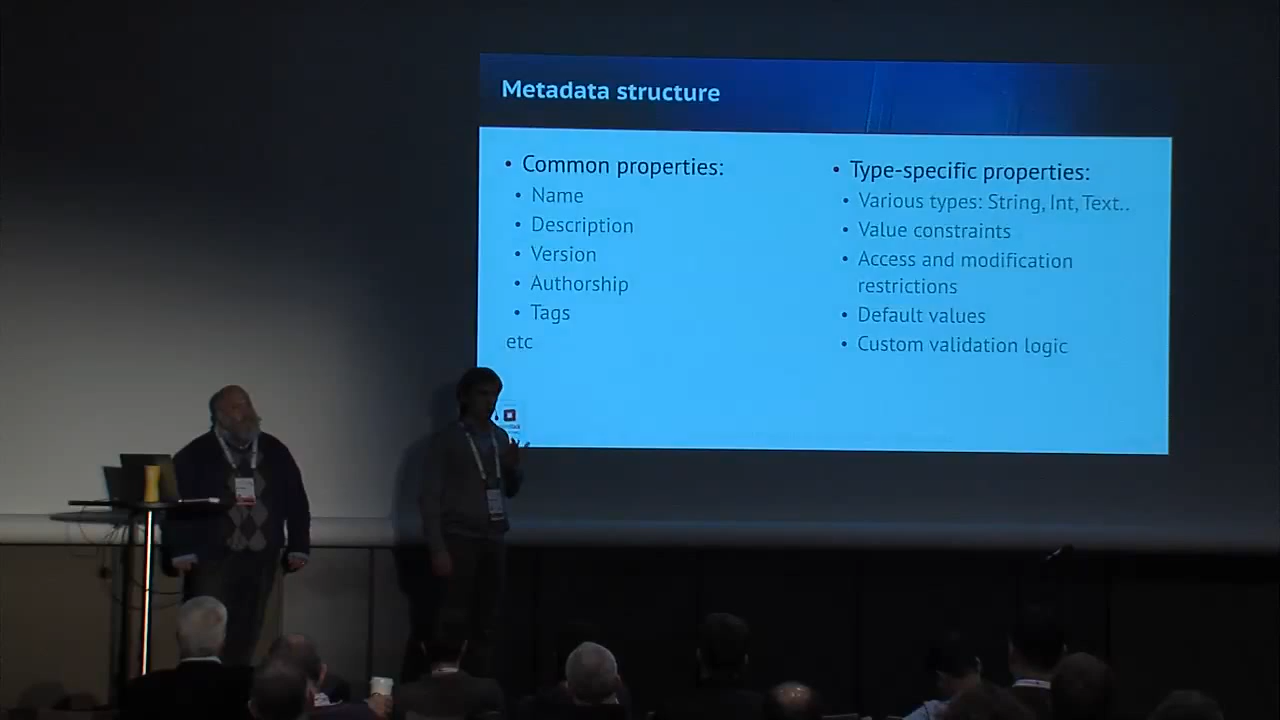 Metadata structure
• Common properties:
• Name
• Description
• Version
• Authorship
• Tags
etc
• Type-specific properties:
• Various types: String, Int, Text..
• Value constraints
• Access and modification
restrictions
• Default values
• Custom validation logic